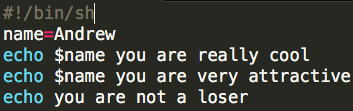 #!/bin/sh
name=Andrew
echo $name you are really cool
echo $name you are very attractive
echo you are not a loser